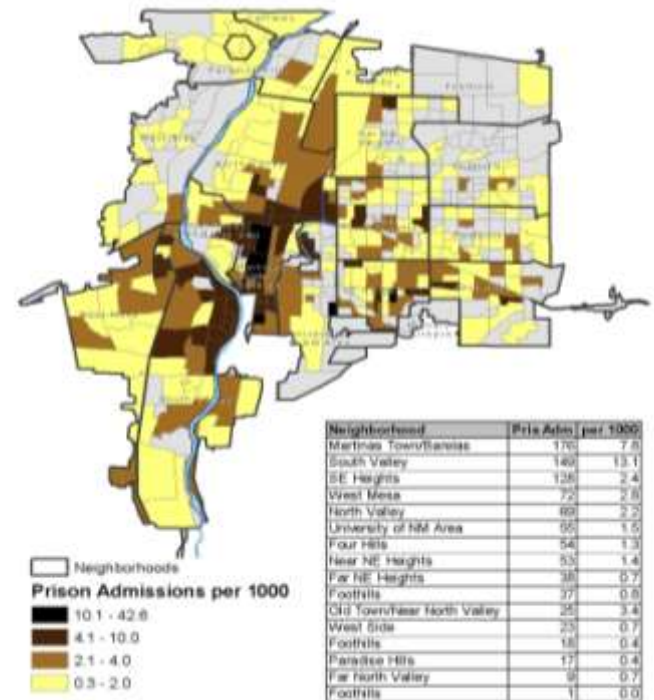 Neighborhood Pris Adm per 1000
Martinas Town/Barelas 176 7.8
South Valley 149 13.1
SE Heights 128 2.4
West Mesa 72 2.8
North Valley 69 2.2
University of NM Area 55 1.5
Four Hills 54 1.3
Near NE Heights 53 1.4
Far NE Heights 38 0.7
Foothills 37 0.8
Old Town/Near North Valley 25 3.4
West Side 23 0.7
Foothills 18 0.4
Paradise Hills 17 0.4
Far North Valley 9 0.7
Foothills 1 0.0
Neighborhoods
Prison Admissions per 1000
10.1 - 42.6
4.1 - 10.0
2.1 - 4.0
0.3 - 2.0